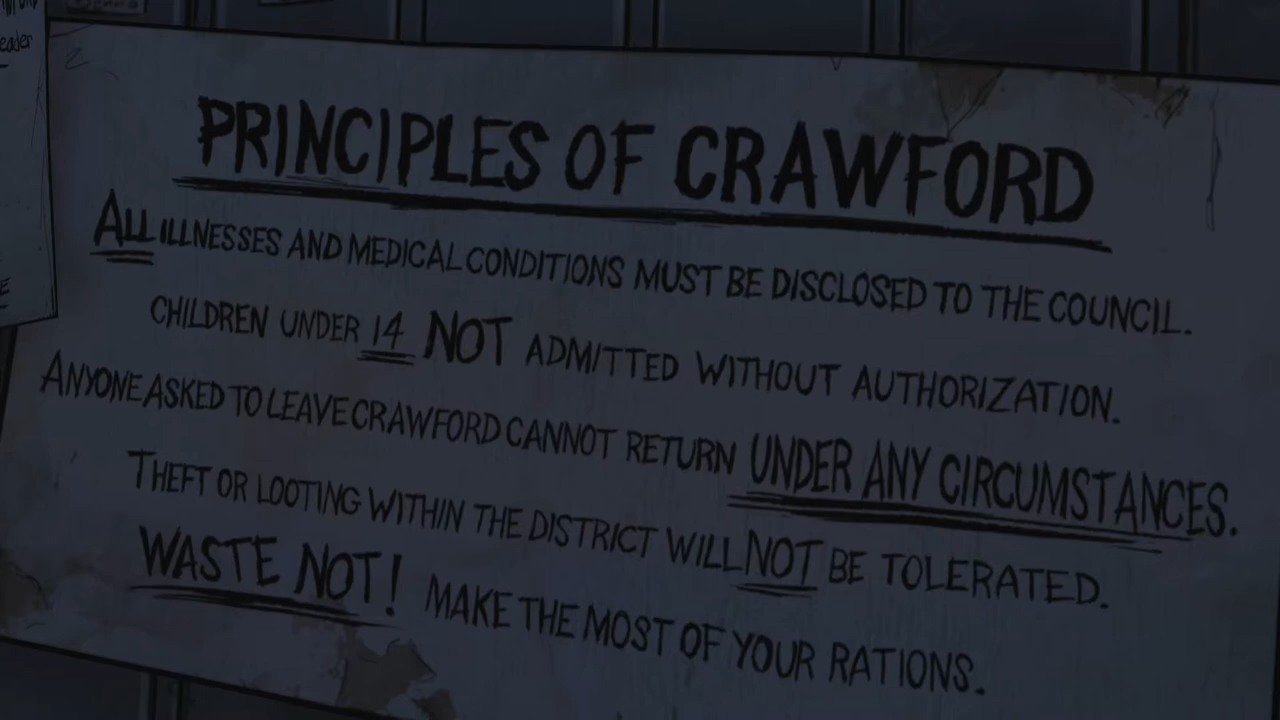 eader
E
PRINCIPLES OF CRAWFORD
ALL ILLNESSES AND MEDICAL CONDITIONS MUST BE DISCLOSED TO THE COUNCIL.
CHILDREN UNDER 14 NOT ADMITTED WITHOUT AUTHORIZATION.
ANYONE ASKED TO LEAVE CRAWFORD CANNOT RETURN UNDER ANY CIRCUMSTANCES.
THEFT OR LOOTING WITHIN THE DISTRICT WILL NOT BE TOLERATED.
WASTE NOT! MAKE THE MOST OF YOUR RATIONS.